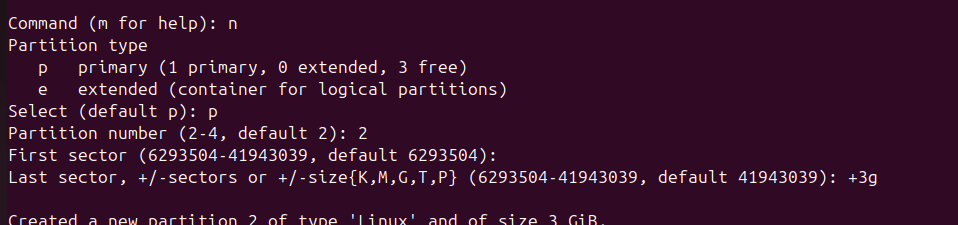 Command (m for help): n
Partition type
   p   primary (1 primary, 0 extended, 3 free)
   e   extended (container for logical partitions)
Select (default p): p
Partition number (2-4, default 2): 2
First sector (6293504-41943039, default 6293504):
Last sector, +/-sectors or +/-size{K,M,G,T,P} (6293504-41943039, default 41943039): +3g
Created a new partition 2 of type 'Linux' and of size 3 GiB.